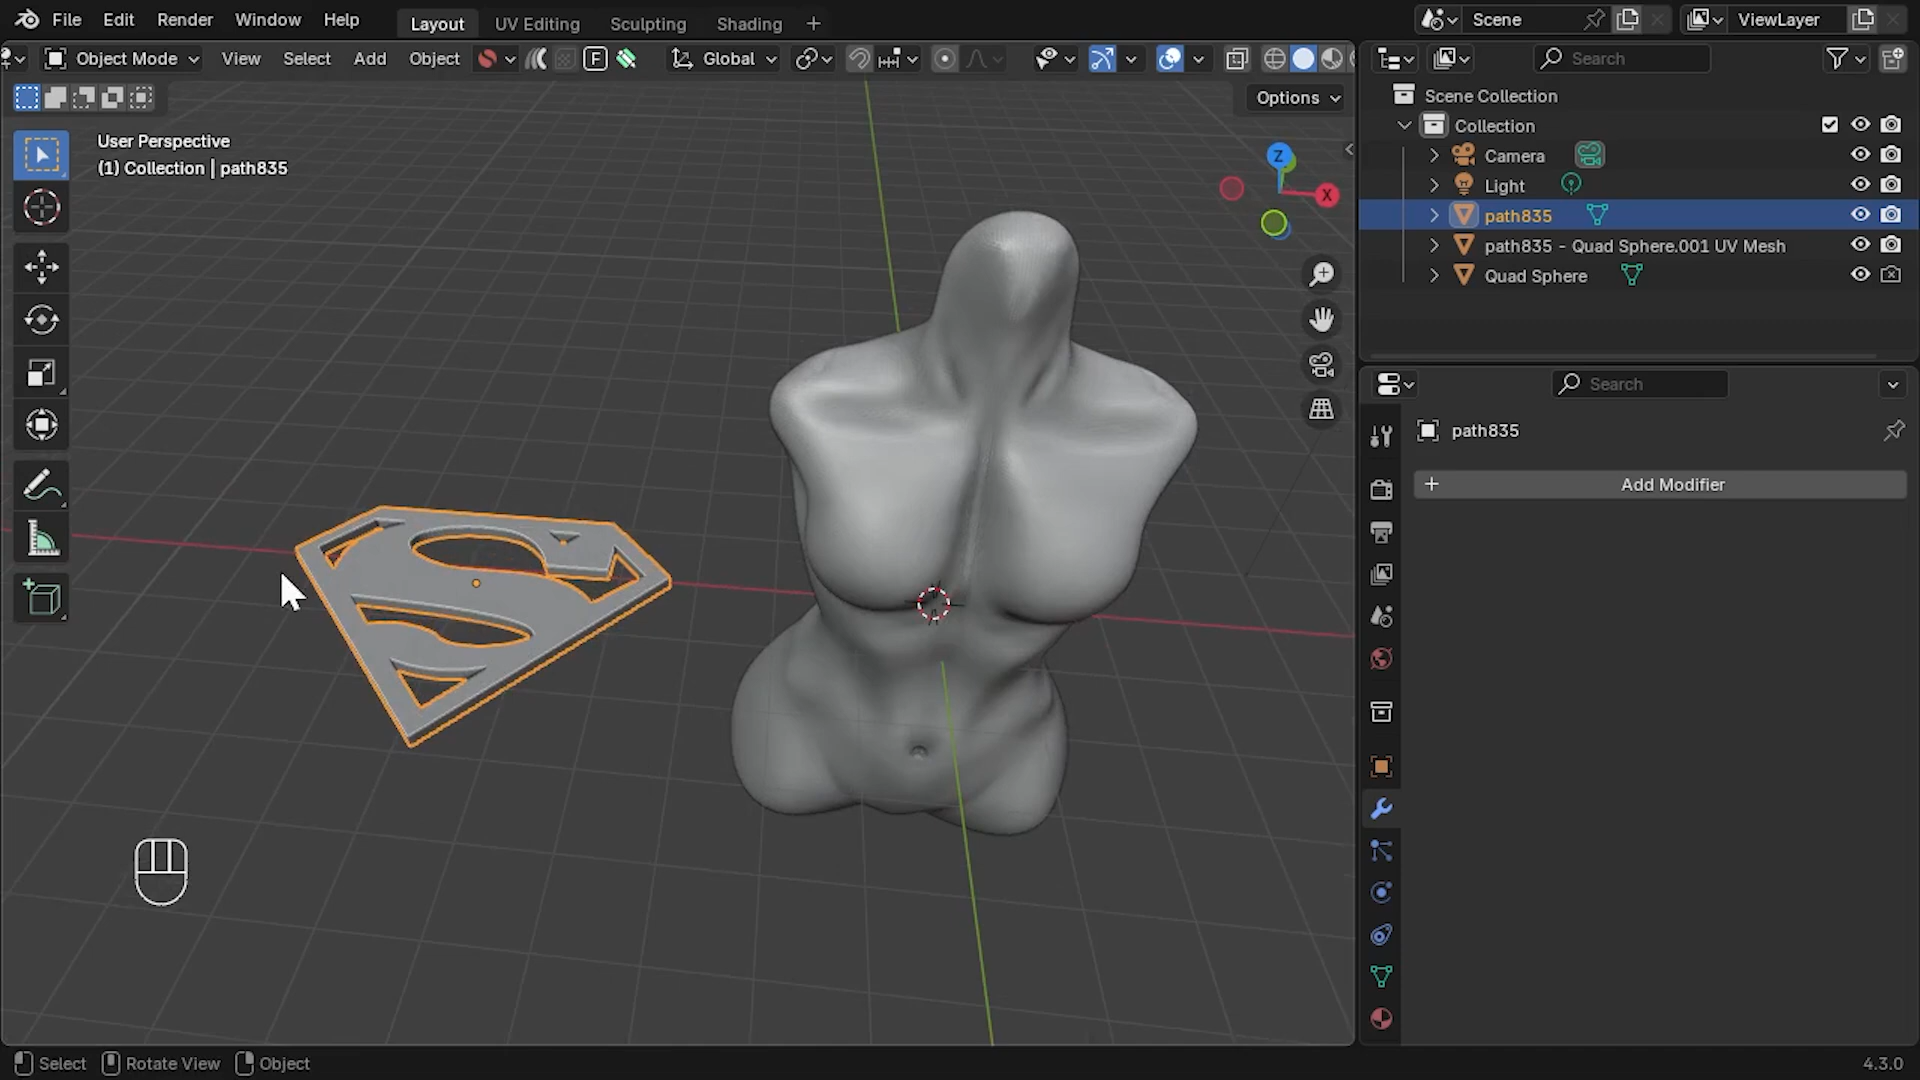 File Edit Render Window Help
Layout UV Editing Sculpting Shading +
Scene
ViewLayer
Object Mode View Select Add Object
F
Global
Search
Options
User Perspective
(1) Collection | path835
Z
X
Scene Collection
Collection
Camera
Light
path835
path835 - Quad Sphere.001 UV Mesh
Quad Sphere
Search
path835
+ Add Modifier
Select Rotate View Object
4.3.0